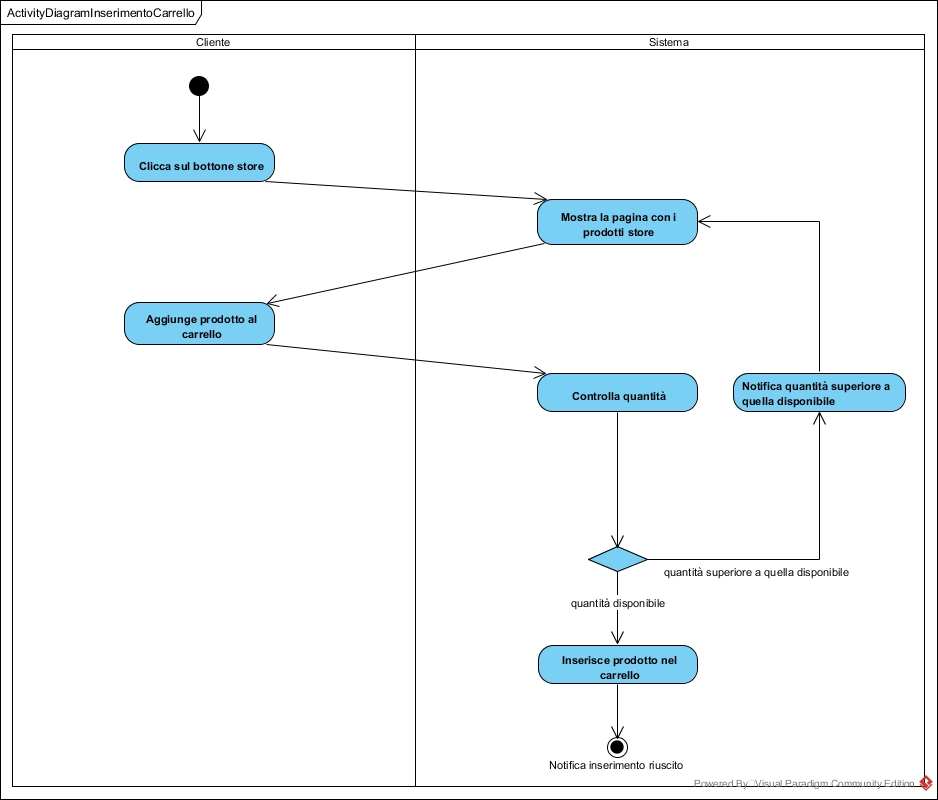 ActivityDiagramInserimentoCarrello
Cliente
Sistema
Clicca sul bottone store
Mostra la pagina con i
prodotti store
Aggiunge prodotto al
carrello
Controlla quantità
Notifica quantità superiore a
quella disponibile
quantità superiore a quella disponibile
quantità disponibile
Inserisce prodotto nel
carrello
Notifica inserimento riuscito
Powered By Visual Paradigm Community Edition